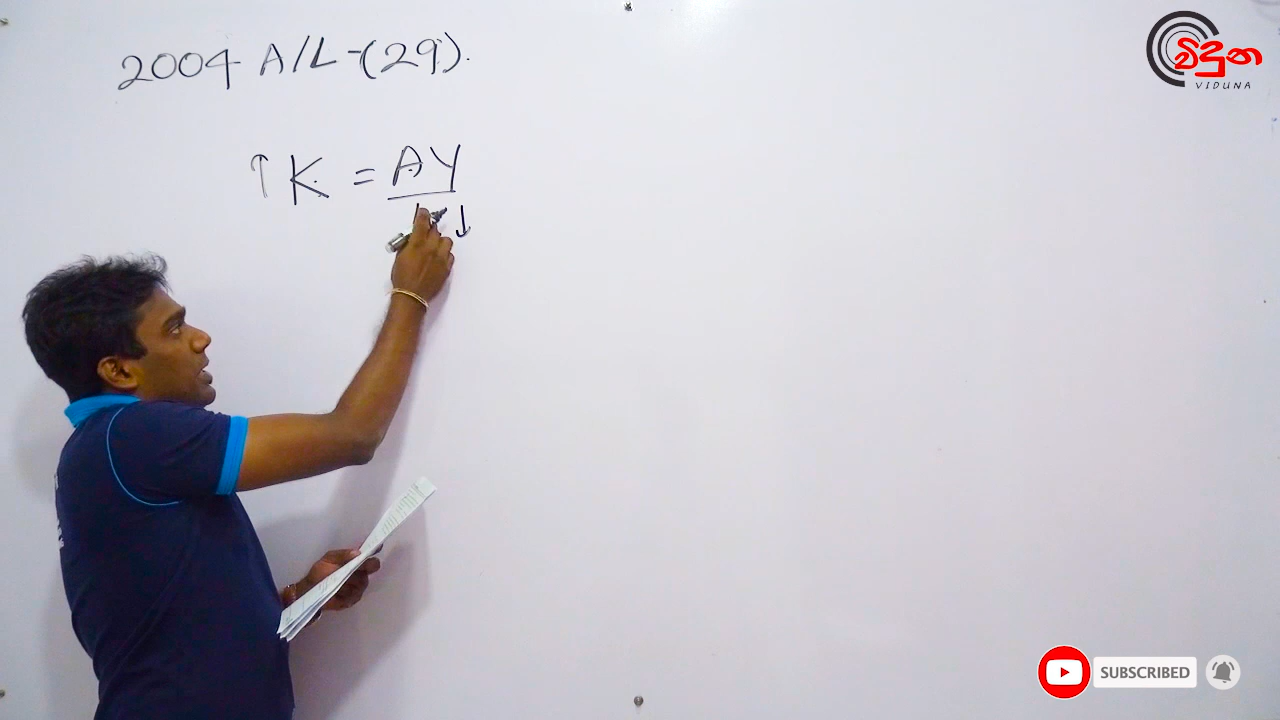 2004 A/L-(29).
↑ K = AY
↓
විදුන
VIDUNA
SUBSCRIBED